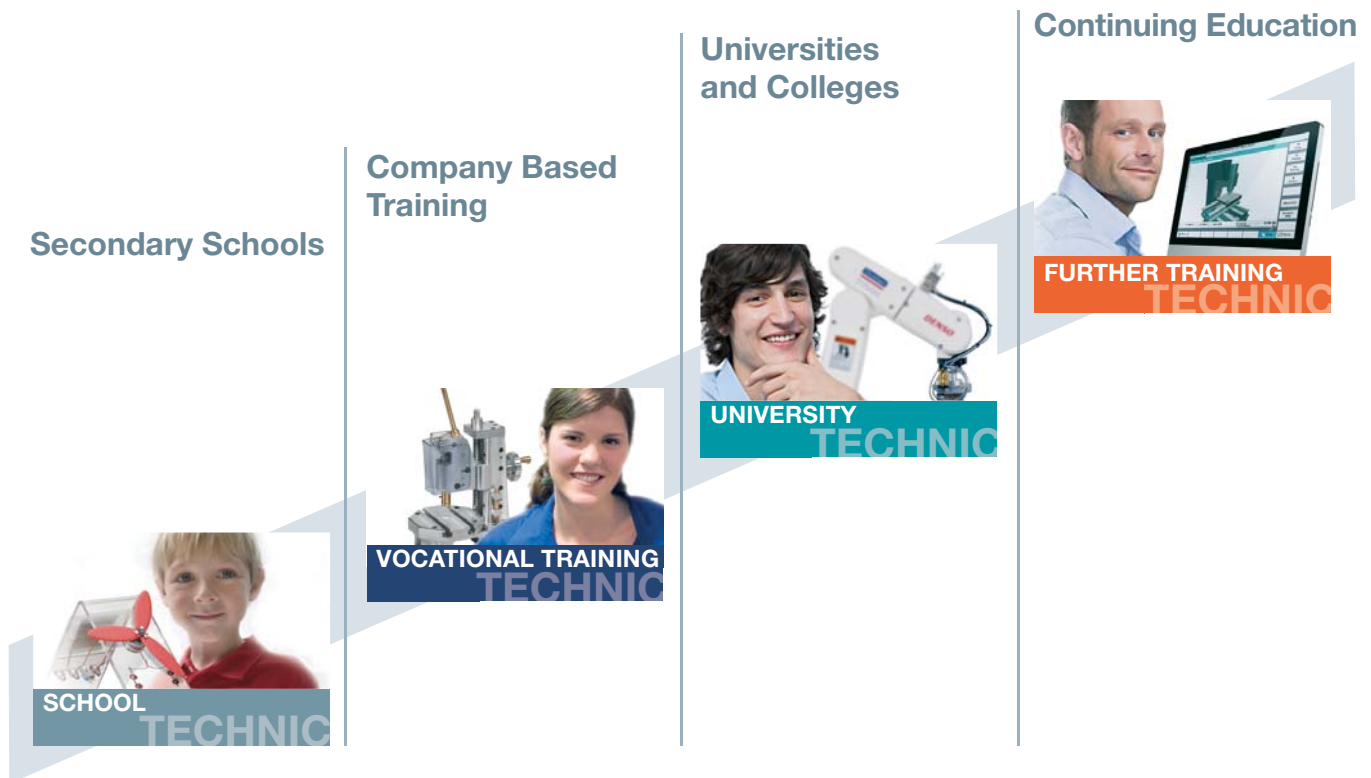 Secondary Schools
SCHOOL
TECHNIC
Company Based
Training
VOCATIONAL TRAINING
TECHNIC
Universities
and Colleges
DENSO
UNIVERSITY
TECHNIC
Continuing Education
FURTHER TRAINING
TECHNIC